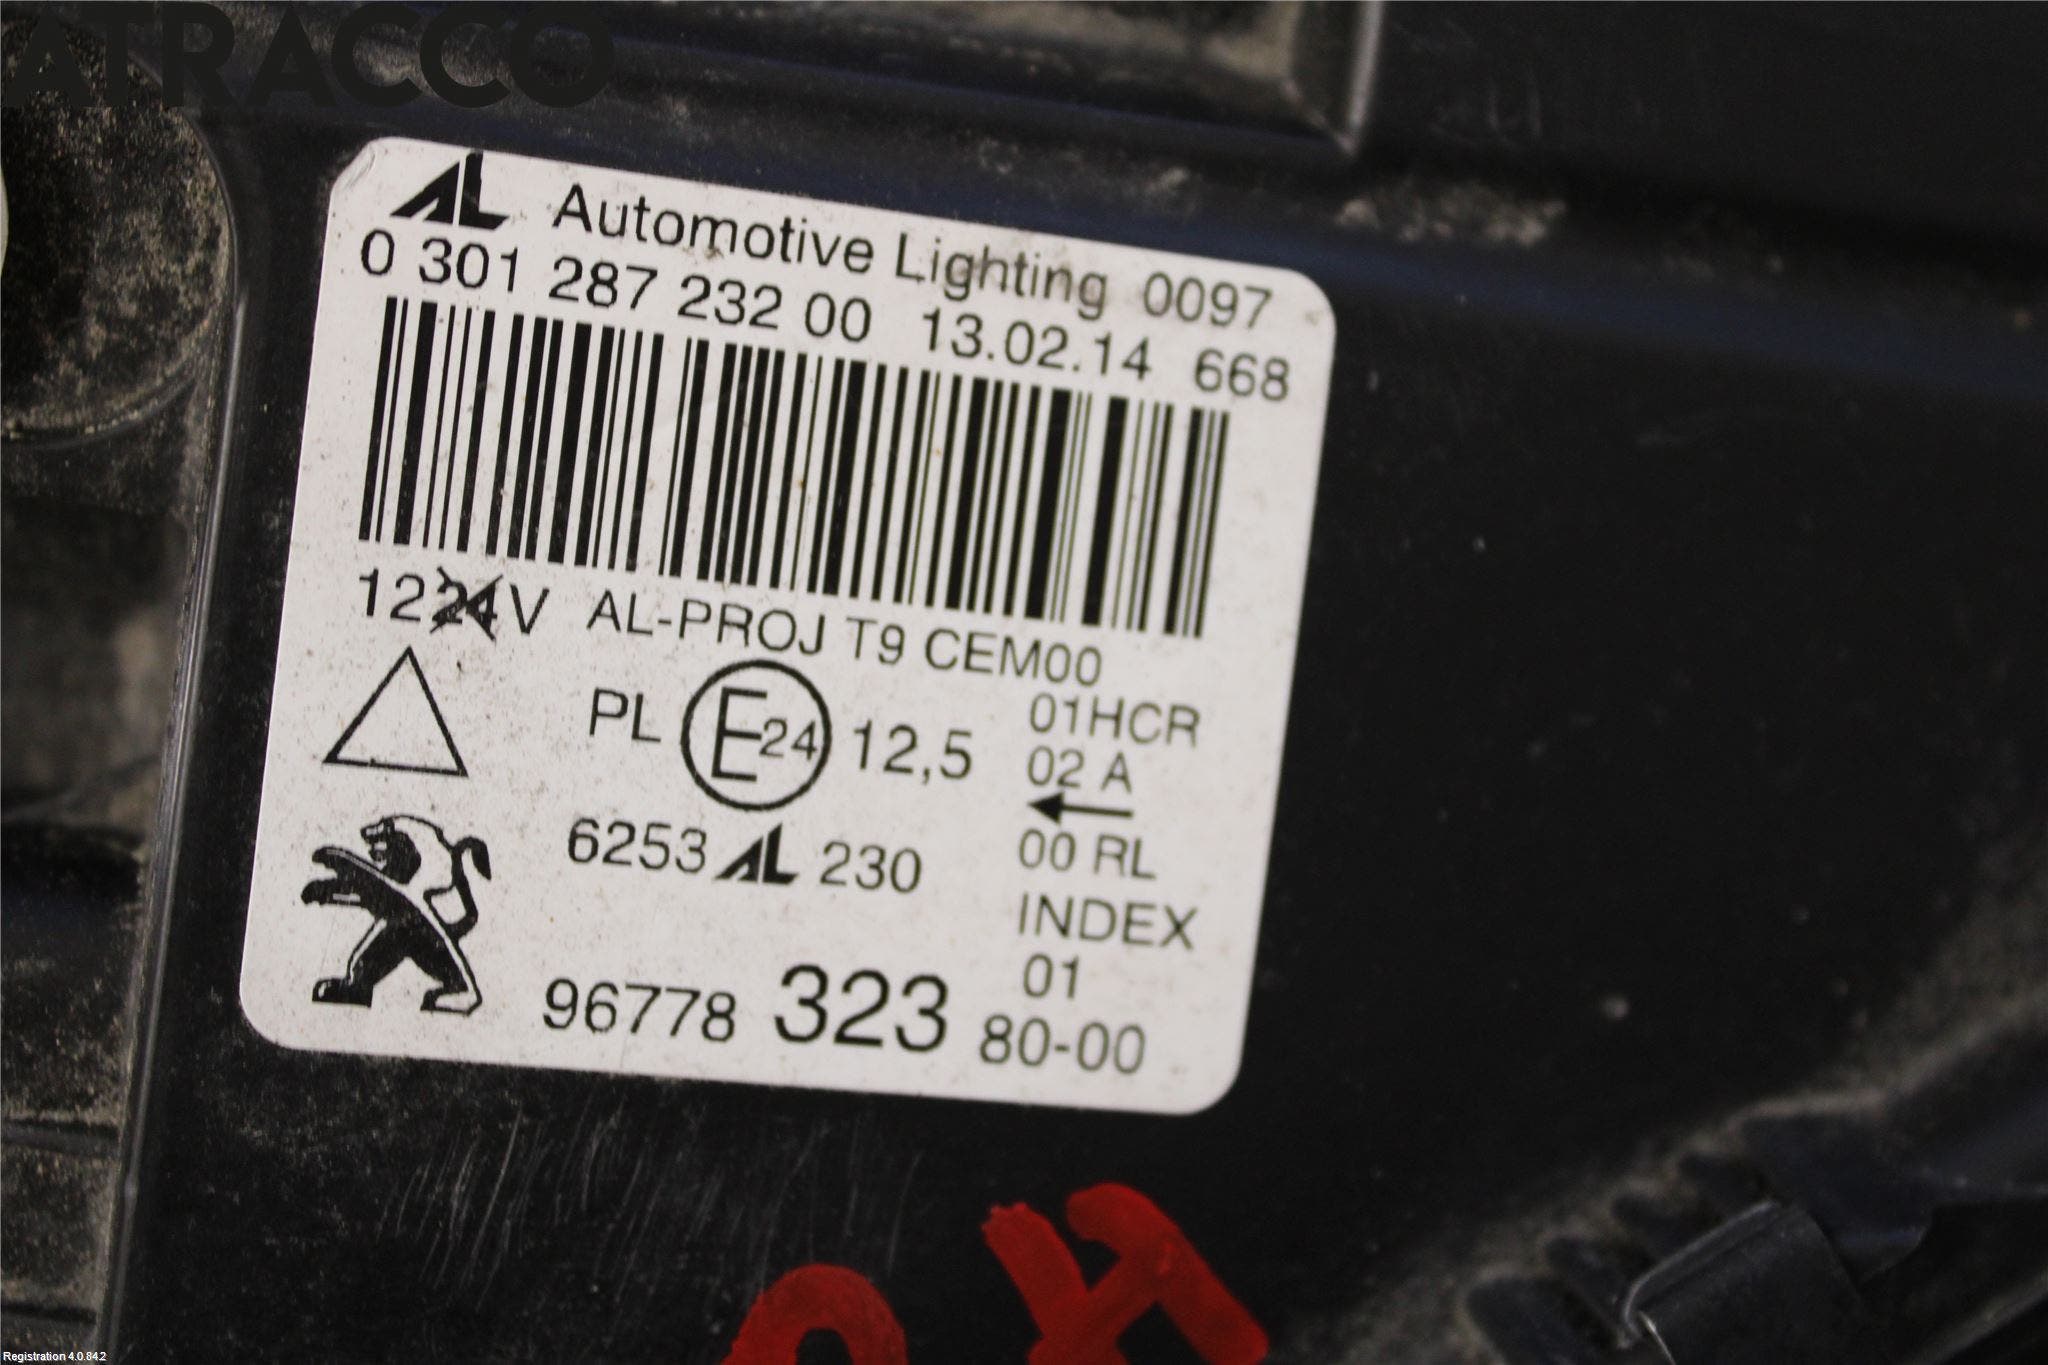 ATRACCO
AL Automotive Lighting 0097
0 301 287 232 00 13.02.14 668
1224V AL-PROJ T9 CEM00
PL E24 12,5 01HCR
02 A
6253 AL 230 00 RL
INDEX
01
96778 323 80-00
Registration 4.0.84.2